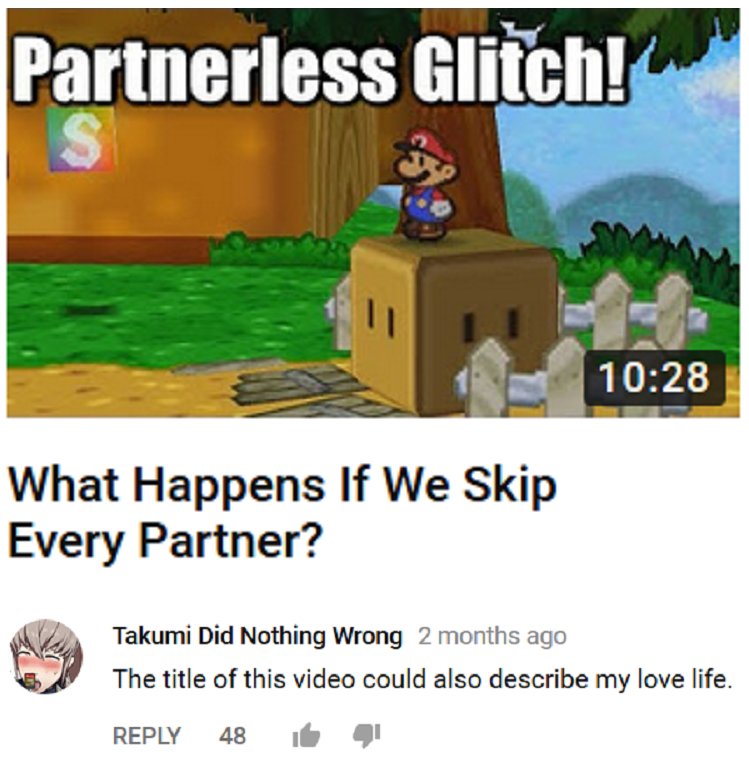 Partnerless Glitch!
S
10:28
What Happens If We Skip
Every Partner?
Takumi Did Nothing Wrong 2 months ago
The title of this video could also describe my love life.
REPLY 48